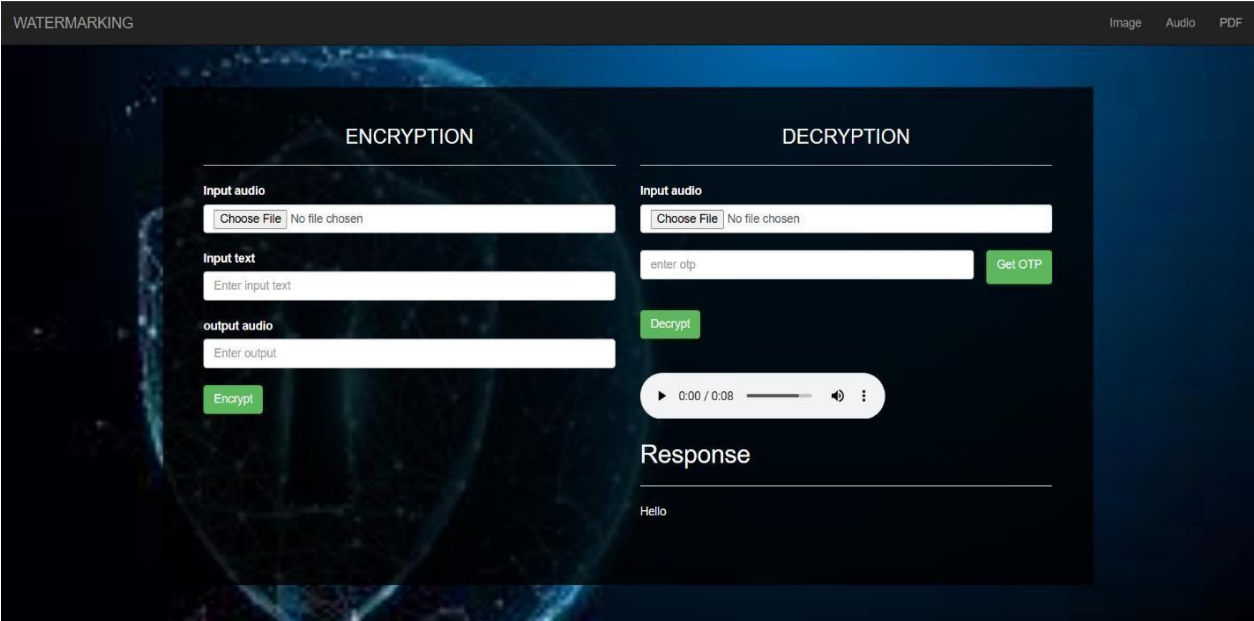 WATERMARKING
Image Audio PDF
ENCRYPTION
Input audio
Choose File No file chosen
Input text
Enter input text
output audio
Enter output
Encrypt
DECRYPTION
Input audio
Choose File No file chosen
enter otp
Get OTP
Decrypt
0:00 / 0:08
Response
Hello